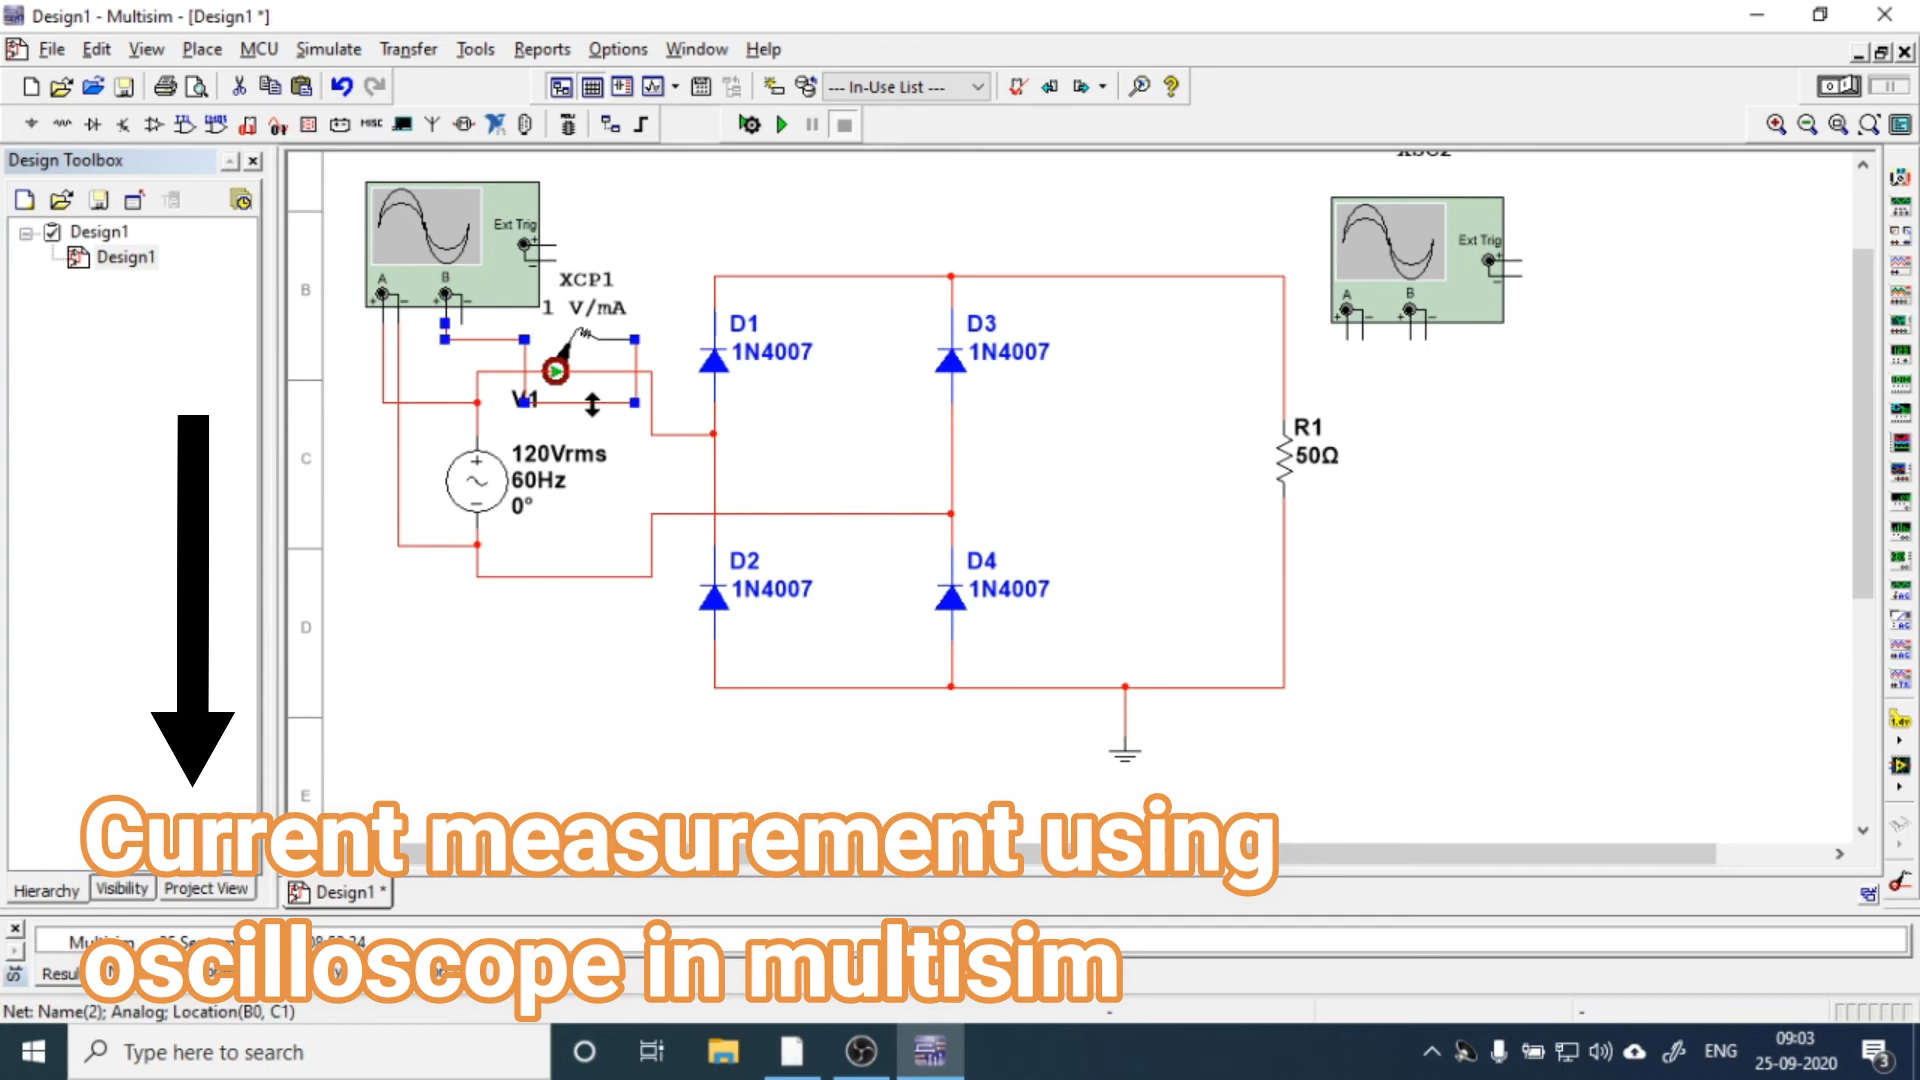 Design1 - Multisim - [Design1 *]
File Edit View Place MCU Simulate Transfer Tools Reports Options Window Help
--- In-Use List ---
MISC
Design Toolbox
Design1
Design1
B
C
D
E
Ext Trig
A B
XCP1
1 V/mA
V1
120Vrms
60Hz
0°
D1
1N4007
D3
1N4007
D2
1N4007
D4
1N4007
R1
50Ω
XSC2
Ext Trig
A B
Current measurement using
oscilloscope in multisim
Hierarchy Visibility Project View
Design1 *
Net: Name(2); Analog; Location(B0, C1)
Type here to search
ENG
09:03
25-09-2020
3